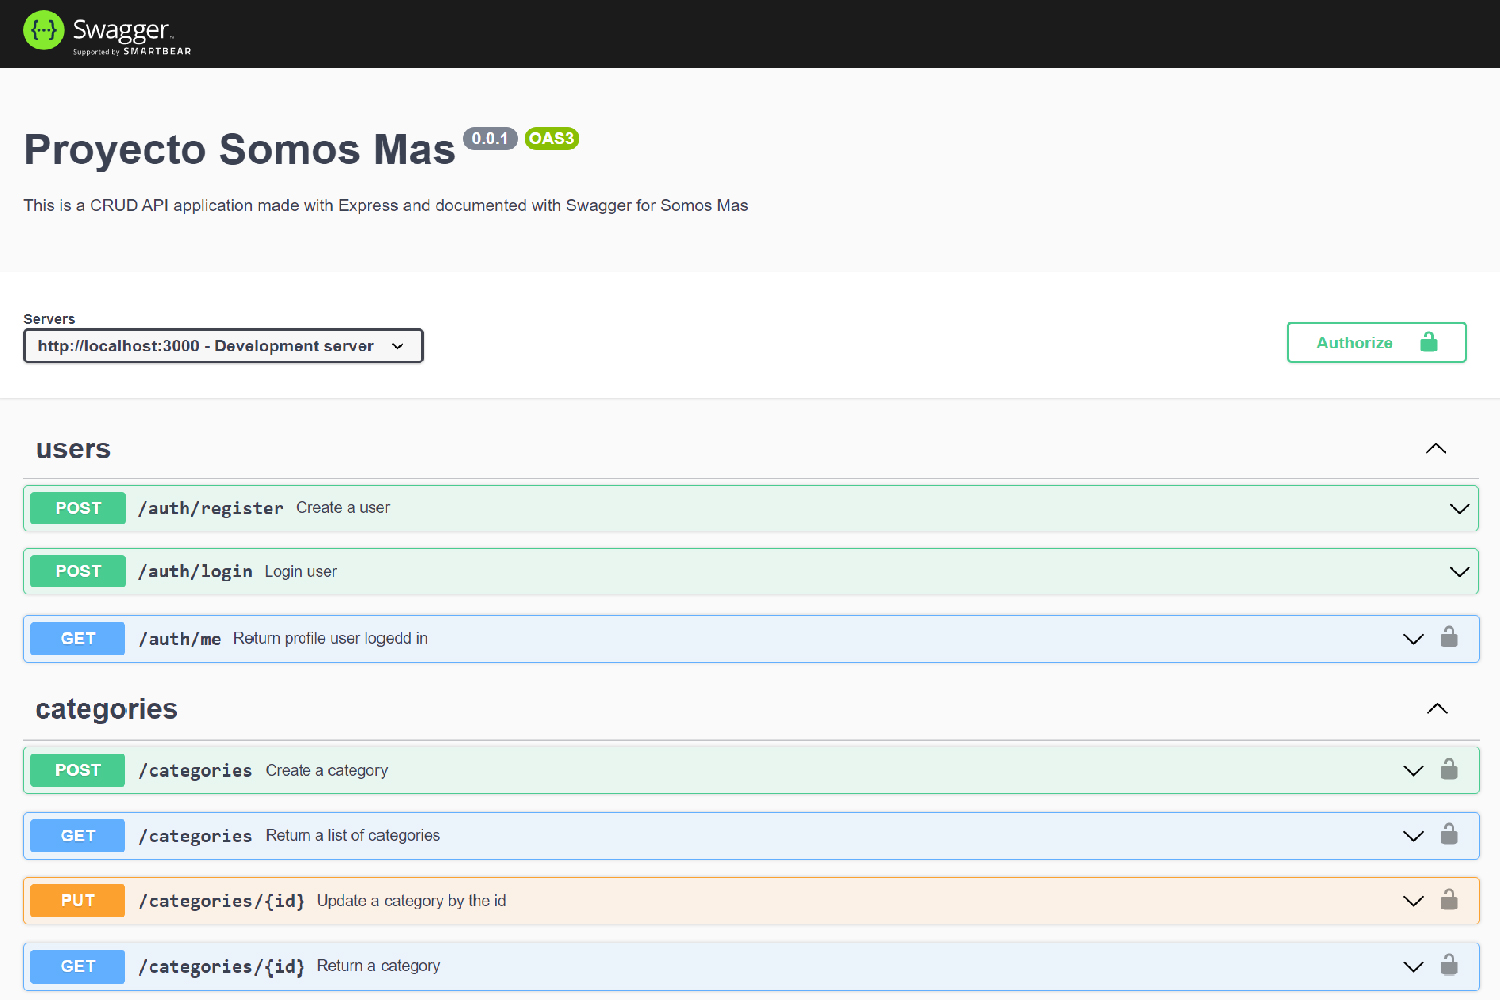 {···} Swagger™
Supported by SMARTBEAR
Proyecto Somos Mas 0.0.1 OAS3
This is a CRUD API application made with Express and documented with Swagger for Somos Mas
Servers
http://localhost:3000 - Development server
Authorize
users
POST /auth/register Create a user
POST /auth/login Login user
GET /auth/me Return profile user logedd in
categories
POST /categories Create a category
GET /categories Return a list of categories
PUT /categories/{id} Update a category by the id
GET /categories/{id} Return a category